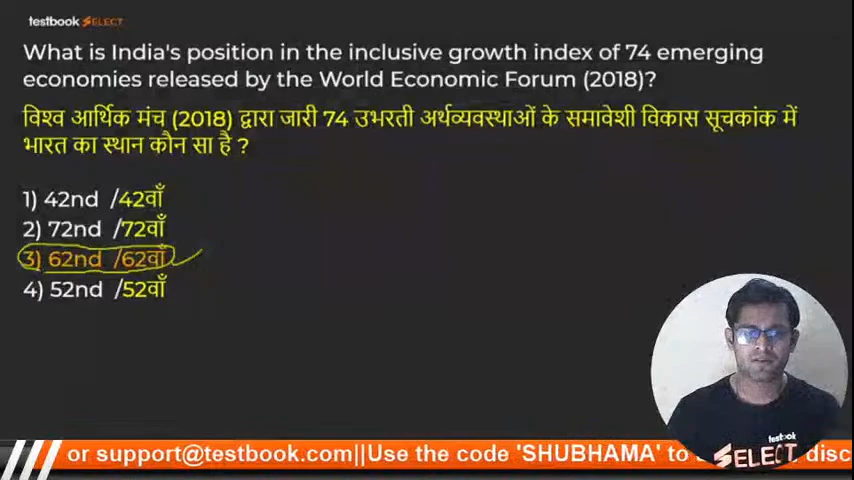 testbook SELECT
What is India's position in the inclusive growth index of 74 emerging
economies released by the World Economic Forum (2018)?
विश्व आर्थिक मंच (2018) द्वारा जारी 74 उभरती अर्थव्यवस्थाओं के समावेशी विकास सूचकांक में
भारत का स्थान कौन सा है ?
1) 42nd /42वाँ
2) 72nd /72वाँ
3) 62nd /62वाँ
4) 52nd /52वाँ
testbook
SELECT
or support@testbook.com||Use the code 'SHUBHAMA' to